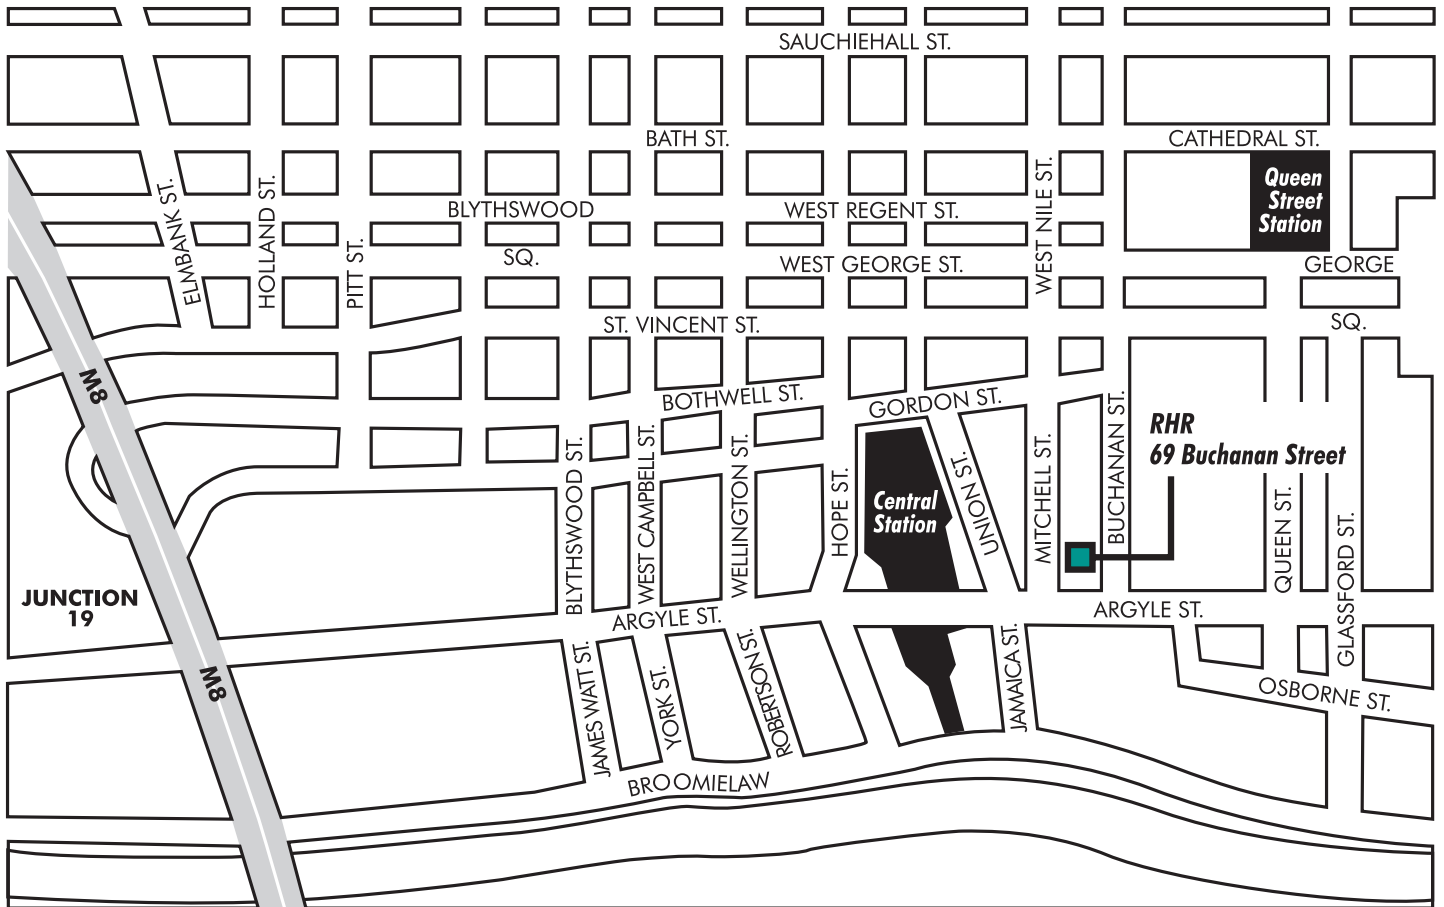 SAUCHIEHALL ST.
BATH ST.
CATHEDRAL ST.
Queen
Street
Station
ELMBANK ST.
HOLLAND ST.
PITT ST.
BLYTHSWOOD
SQ.
WEST REGENT ST.
WEST NILE ST.
WEST GEORGE ST.
GEORGE
SQ.
ST. VINCENT ST.
M8
BOTHWELL ST.
GORDON ST.
RHR
69 Buchanan Street
BLYTHSWOOD ST.
WEST CAMPBELL ST.
WELLINGTON ST.
HOPE ST.
Central
Station
UNION ST.
MITCHELL ST.
BUCHANAN ST.
QUEEN ST.
GLASSFORD ST.
JUNCTION
19
ARGYLE ST.
ARGYLE ST.
M8
JAMES WATT ST.
YORK ST.
ROBERTSON ST.
JAMAICA ST.
OSBORNE ST.
BROOMIELAW